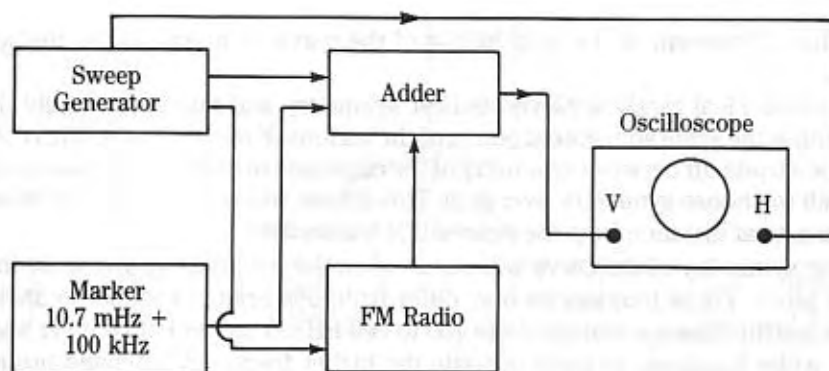 Sweep
Generator
Adder
Oscilloscope
V
H
Marker
10.7 mHz +
100 kHz
FM Radio